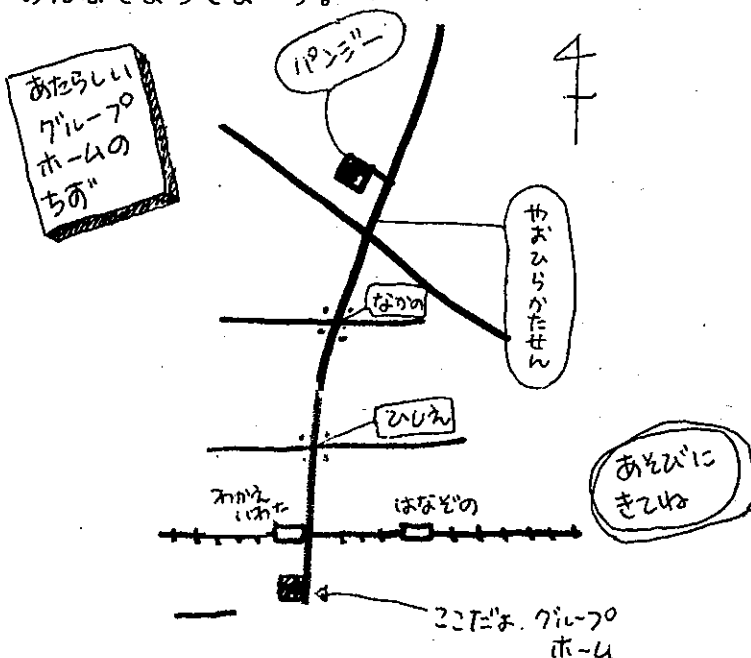 あたらしい
グループ
ホームの
ちず
パンジー
やおひらかたせん
なかの
ひしえ
わかえ
いわた
はなぞの
あそびに
きてね
ここだよ、グループ
ホーム